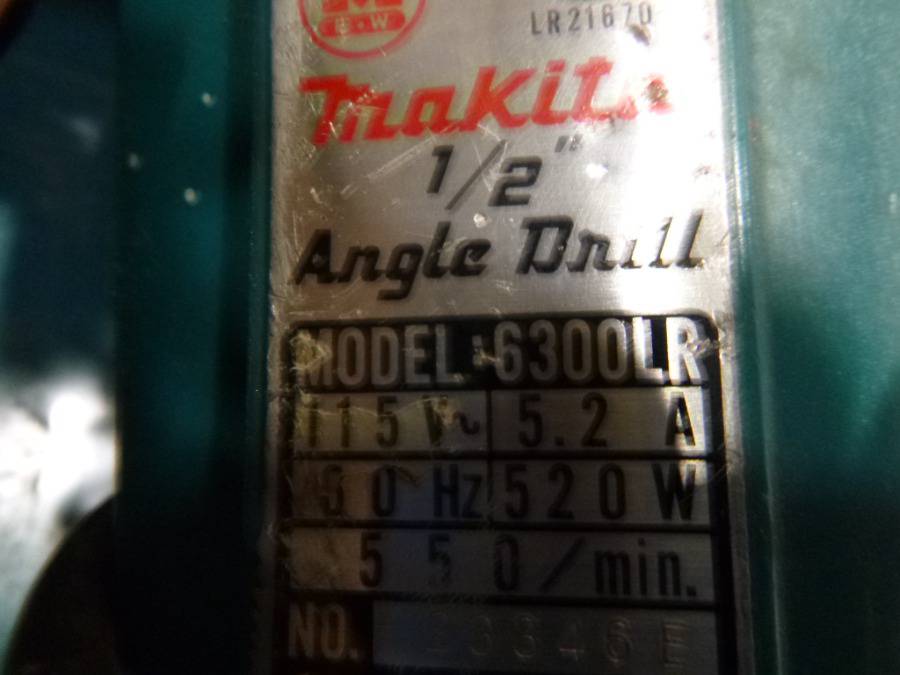 B•W
LR21670
makita
1/2"
Angle Drill
MODEL:6300LR
115V~ 5.2 A
60 Hz 520 W
550/min.
NO.